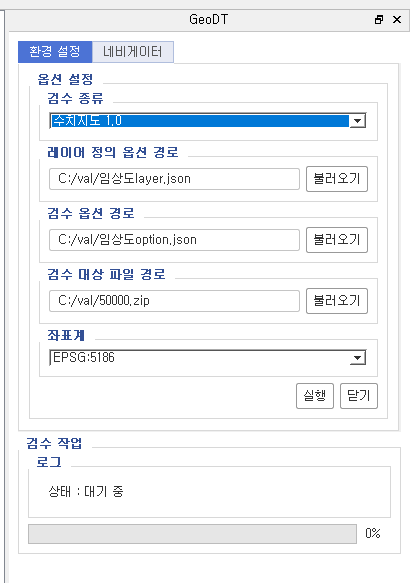 GeoDT
환경 설정 네비게이터
옵션 설정
검수 종류
수치지도 1.0
레이어 정의 옵션 경로
C:/val/임상도layer.json 불러오기
검수 옵션 경로
C:/val/임상도option.json 불러오기
검수 대상 파일 경로
C:/val/50000.zip 불러오기
좌표계
EPSG:5186
실행 닫기
검수 작업
로그
상태 : 대기 중
0%